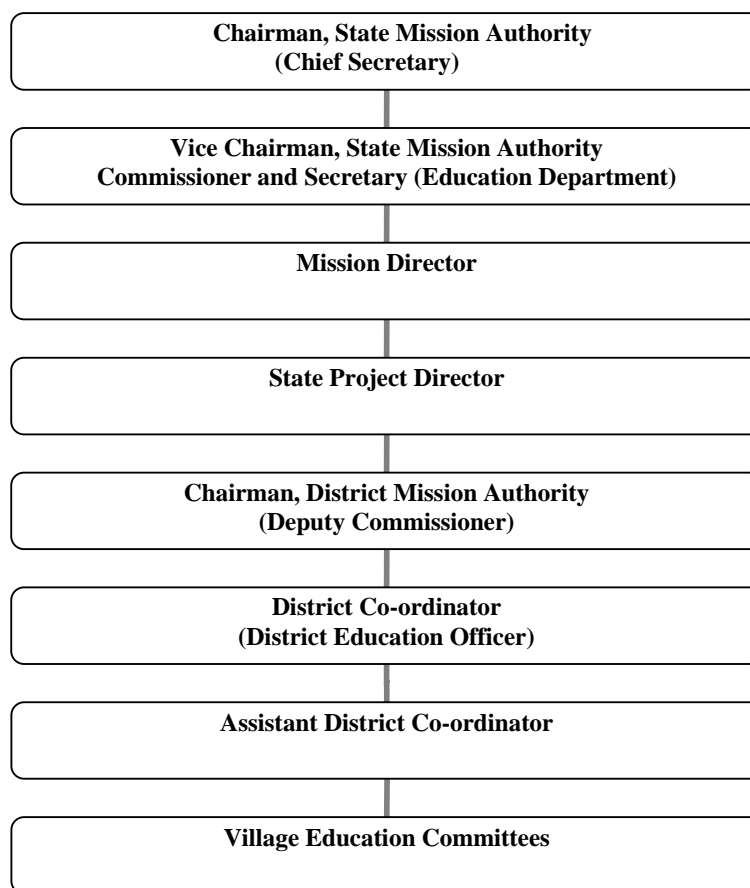 Chairman, State Mission Authority
(Chief Secretary)
Vice Chairman, State Mission Authority
Commissioner and Secretary (Education Department)
Mission Director
State Project Director
Chairman, District Mission Authority
(Deputy Commissioner)
District Co-ordinator
(District Education Officer)
Assistant District Co-ordinator
Village Education Committees